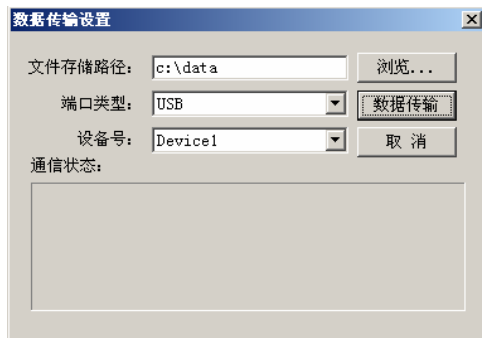 数据传输设置
文件存储路径: c:\data 浏览...
端口类型: USB 数据传输
设备号: Device1 取 消
通信状态: